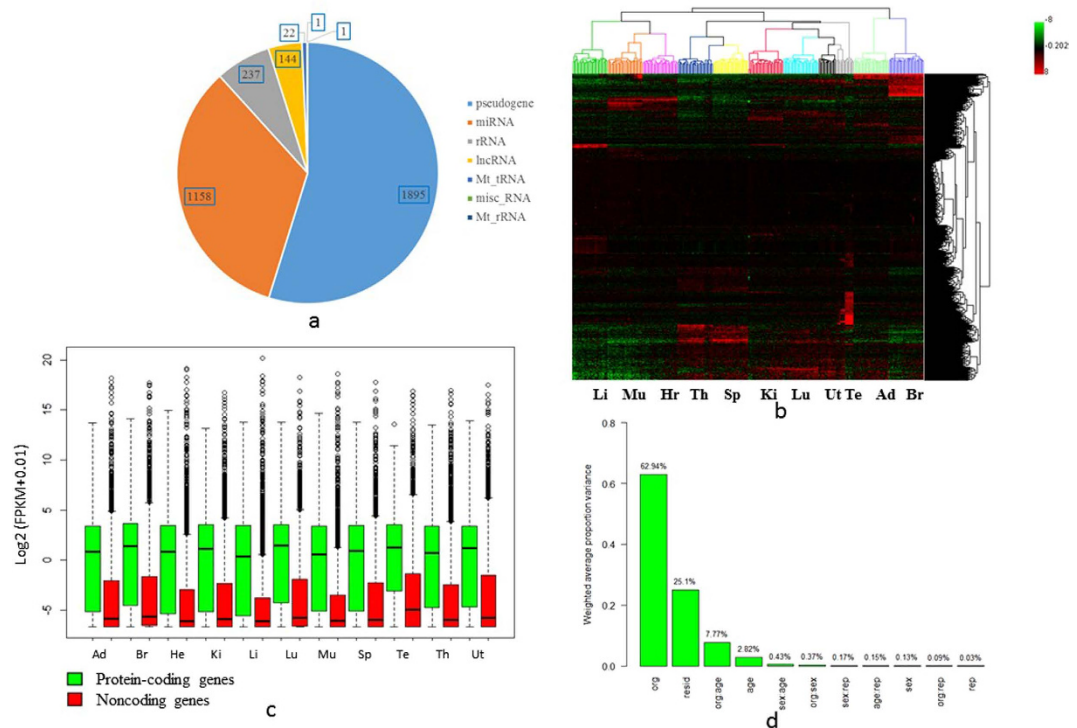 1
1
22
144
237
1158
1895
pseudogene
miRNA
rRNA
lncRNA
Mt_tRNA
misc_RNA
Mt_rRNA
a
-8
-0.202
8
Li Mu Hr Th Sp Ki Lu Ut Te Ad Br
b
Log2 (FPKM+0.01)
20
15
10
5
0
-5
Ad Br He Ki Li Lu Mu Sp Te Th Ut
Protein-coding genes
Noncoding genes
c
Weighted average proportion variance
0.8
0.6
0.4
0.2
0.0
62.94%
25.1%
7.77%
2.82%
0.43%
0.37%
0.17%
0.15%
0.13%
0.09%
0.03%
org
resid
org:age
age
sex:age
org:sex
sex:rep
age:rep
sex
org:rep
rep
d